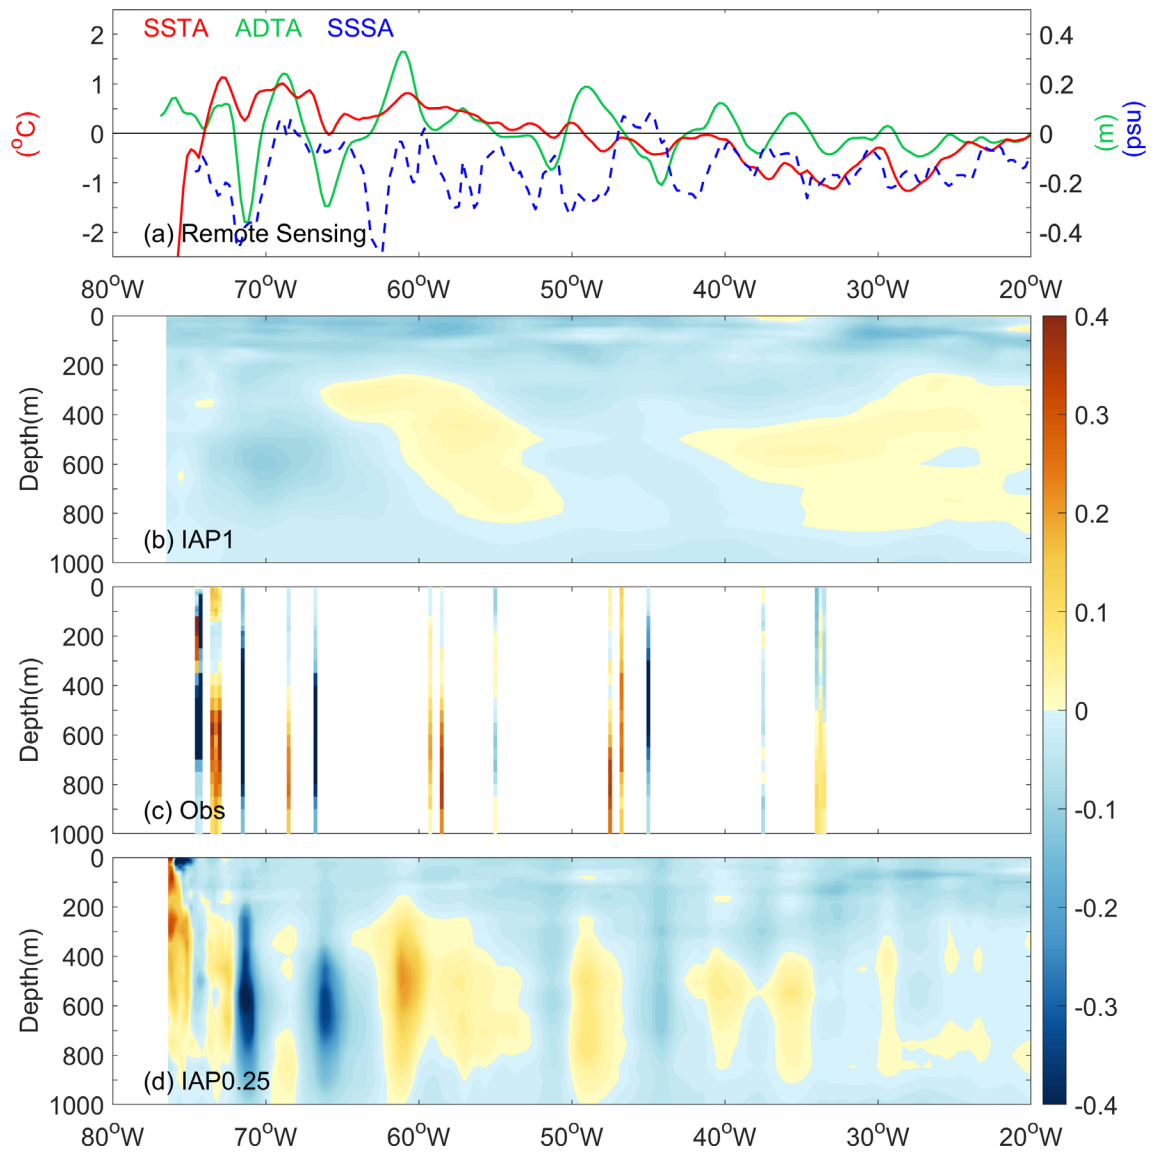 SSTA ADTA SSSA
2
1
0
-1
-2
(°C)
0.4
0.2
0
-0.2
-0.4
(m)
(psu)
(a) Remote Sensing
80°W 70°W 60°W 50°W 40°W 30°W 20°W
0
200
400
600
800
1000
Depth(m)
(b) IAP1
0
200
400
600
800
1000
Depth(m)
(c) Obs
0
200
400
600
800
1000
Depth(m)
(d) IAP0.25
80°W 70°W 60°W 50°W 40°W 30°W 20°W
0.4
0.3
0.2
0.1
0
-0.1
-0.2
-0.3
-0.4